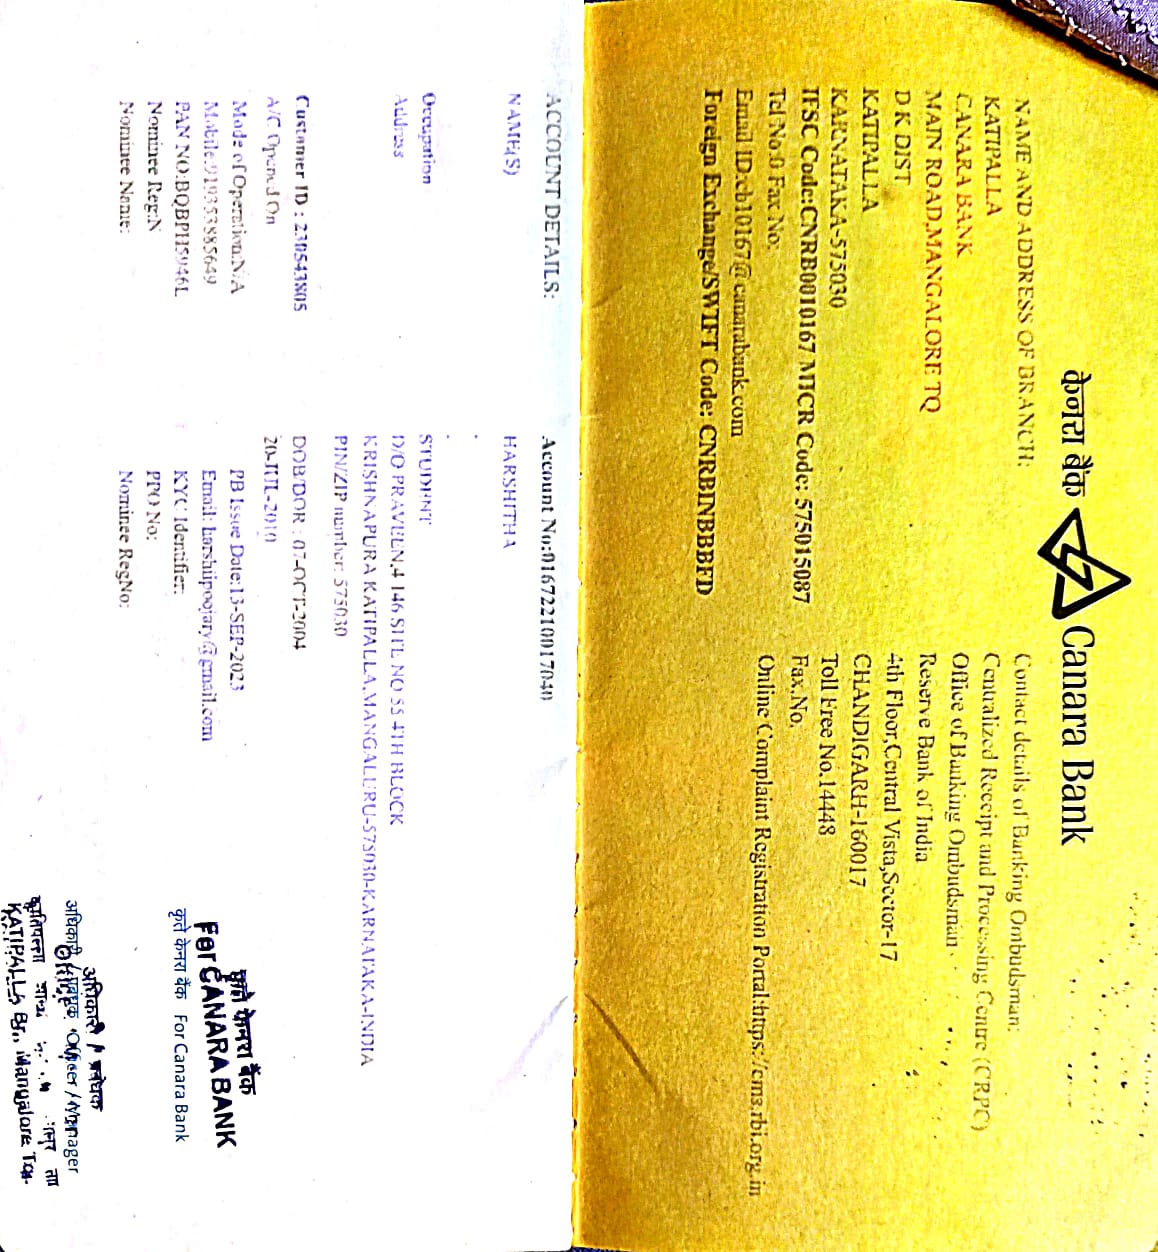 केनरा बैंक Canara Bank
NAME AND ADDRESS OF BRANCH:
KATIPALLA
CANARA BANK
MAIN ROAD,MANGALORE TQ
D K DIST
KATIPALLA
KARNATAKA-575030
IFSC Code:CNRB0010167 MICR Code: 575015087
Tel No:0 Fax No:
Email ID:cb10167@canarabank.com
Foreign Exchange/SWIFT Code: CNRBINBBBFD
Contact details of Banking Ombudsman:
Centralized Receipt and Processing Centre (CRPC)
Office of Banking Ombudsman
Reserve Bank of India
4th Floor,Central Vista,Sector-17
CHANDIGARH-160017
Toll Free No.14448
Fax.No.
Online Complaint Registration Portal:https://cms.rbi.org.in
ACCOUNT DETAILS: Account No:01672210017040
NAME(S) HARSHITHA
.
.
Occupation STUDENT
Address D/O PRAVEEN,4 146 SITE NO 55 4TH BLOCK
KRISHNAPURA KATIPALLA,MANGALURU-575030-KARNATAKA-INDIA
PIN/ZIP number: 575030
Customer ID : 230543805 DOB/DOR : 07-OCT-2004
A/C Opened On 20-JUL-2010
Mode of Operation:N/A PB Issue Date:13-SEP-2023
Mobile:919353885649 Email: harshiipoojary@gmail.com
PAN NO:BQBPH5946L KYC Identifier:
Nominee Reg:N PPO No:
Nominee Name: Nominee RegNo:
कृते केनरा बैंक
For CANARA BANK
कृते केनरा बैंक For Canara Bank
अधिकारी / प्रबंधक
अधिकारी / प्रबंधक Officer / Manager
KATIPALLA Br., Mangalore Tq.